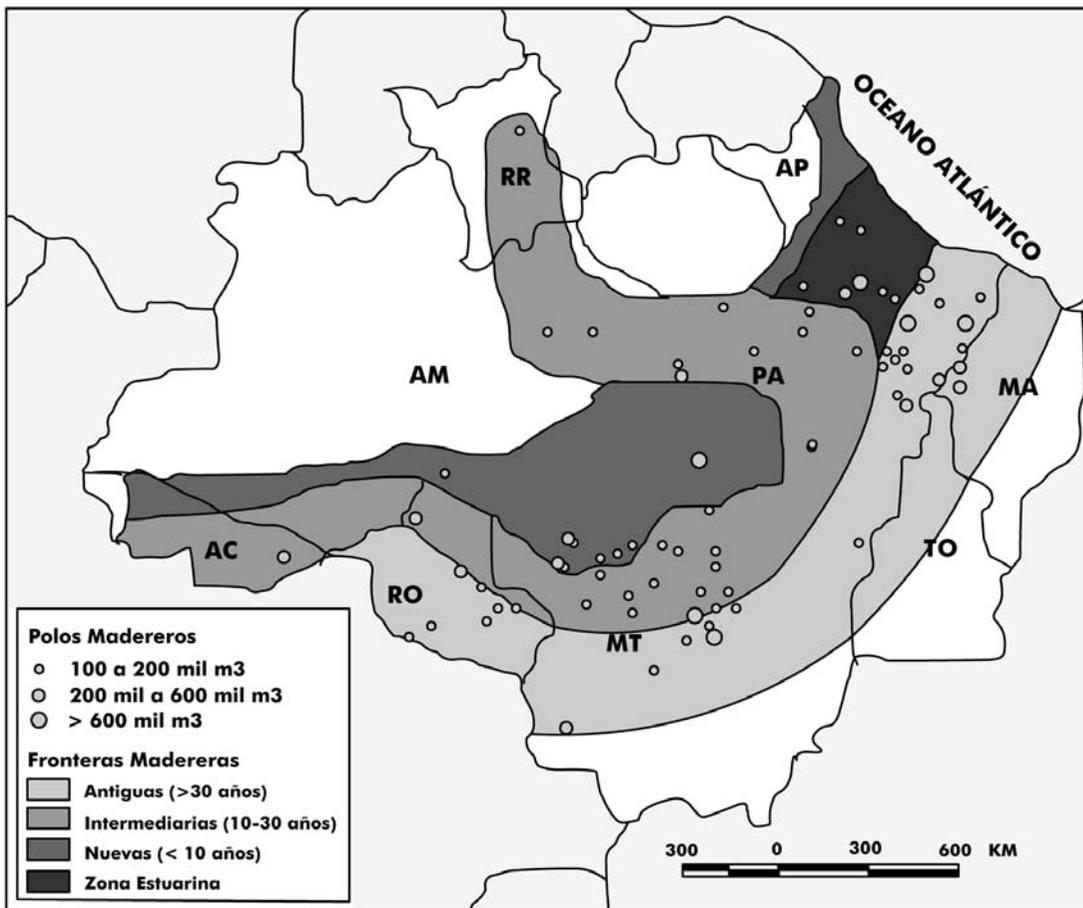 OCEANO ATLÁNTICO
AP
RR
AM
PA
MA
AC
RO
MT
TO
Polos Madereros
100 a 200 mil m3
200 mil a 600 mil m3
> 600 mil m3
Fronteras Madereras
Antiguas (>30 años)
Intermediarias (10-30 años)
Nuevas (< 10 años)
Zona Estuarina
300 0 300 600 KM